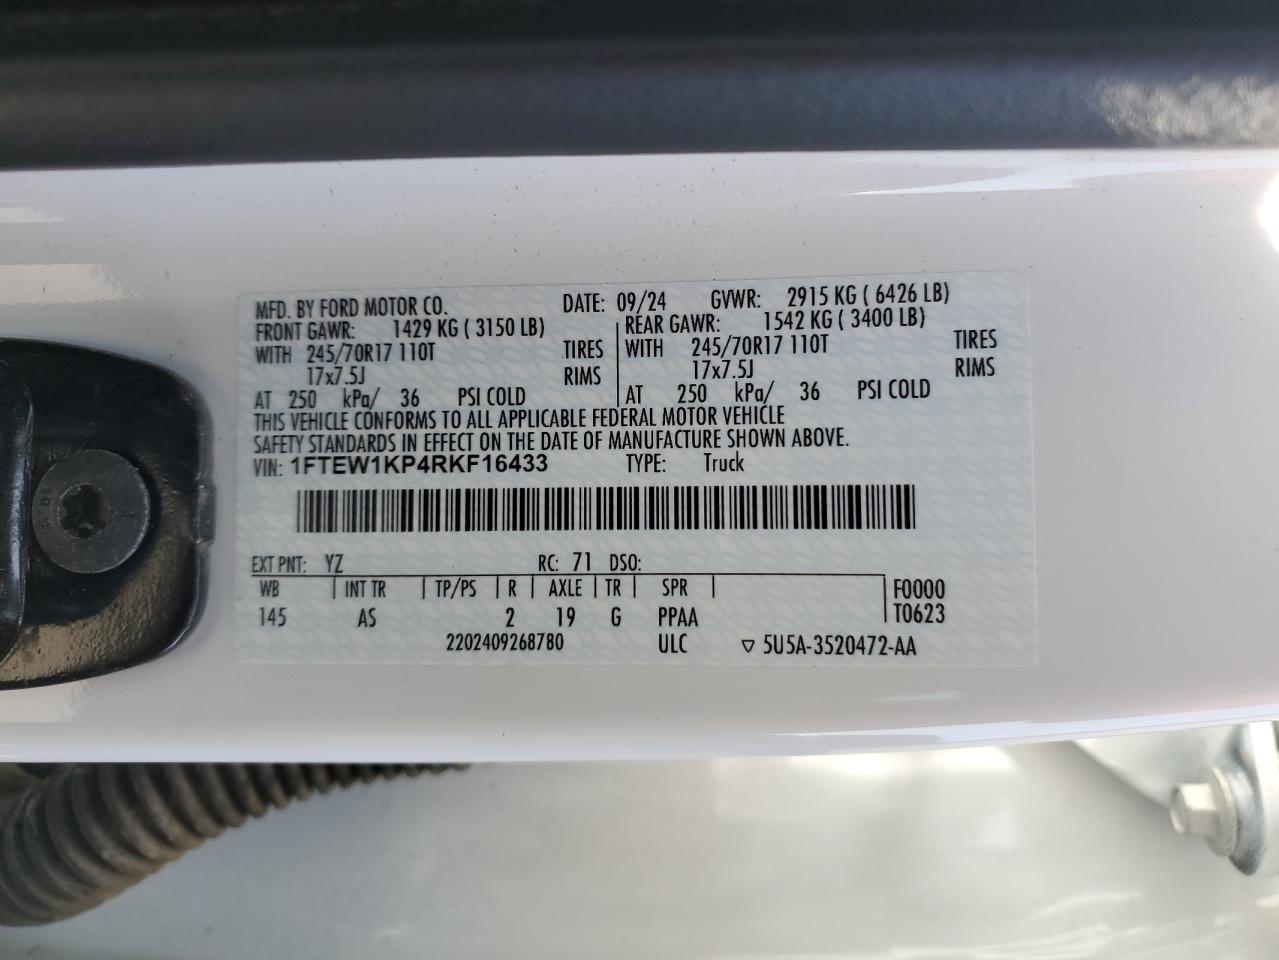 MFD. BY FORD MOTOR CO. DATE: 09/24 GVWR: 2915 KG ( 6426 LB)
FRONT GAWR: 1429 KG ( 3150 LB) REAR GAWR: 1542 KG ( 3400 LB)
WITH 245/70R17 110T TIRES WITH 245/70R17 110T TIRES
17x7.5J RIMS 17x7.5J RIMS
AT 250 kPa/ 36 PSI COLD AT 250 kPa/ 36 PSI COLD
THIS VEHICLE CONFORMS TO ALL APPLICABLE FEDERAL MOTOR VEHICLE
SAFETY STANDARDS IN EFFECT ON THE DATE OF MANUFACTURE SHOWN ABOVE.
VIN: 1FTEW1KP4RKF16433 TYPE: Truck
EXT PNT: YZ RC: 71 DSO:
WB INT TR TP/PS R AXLE TR SPR F0000
145 AS 2 19 G PPAA T0623
2202409268780 ULC ▽ 5U5A-3520472-AA